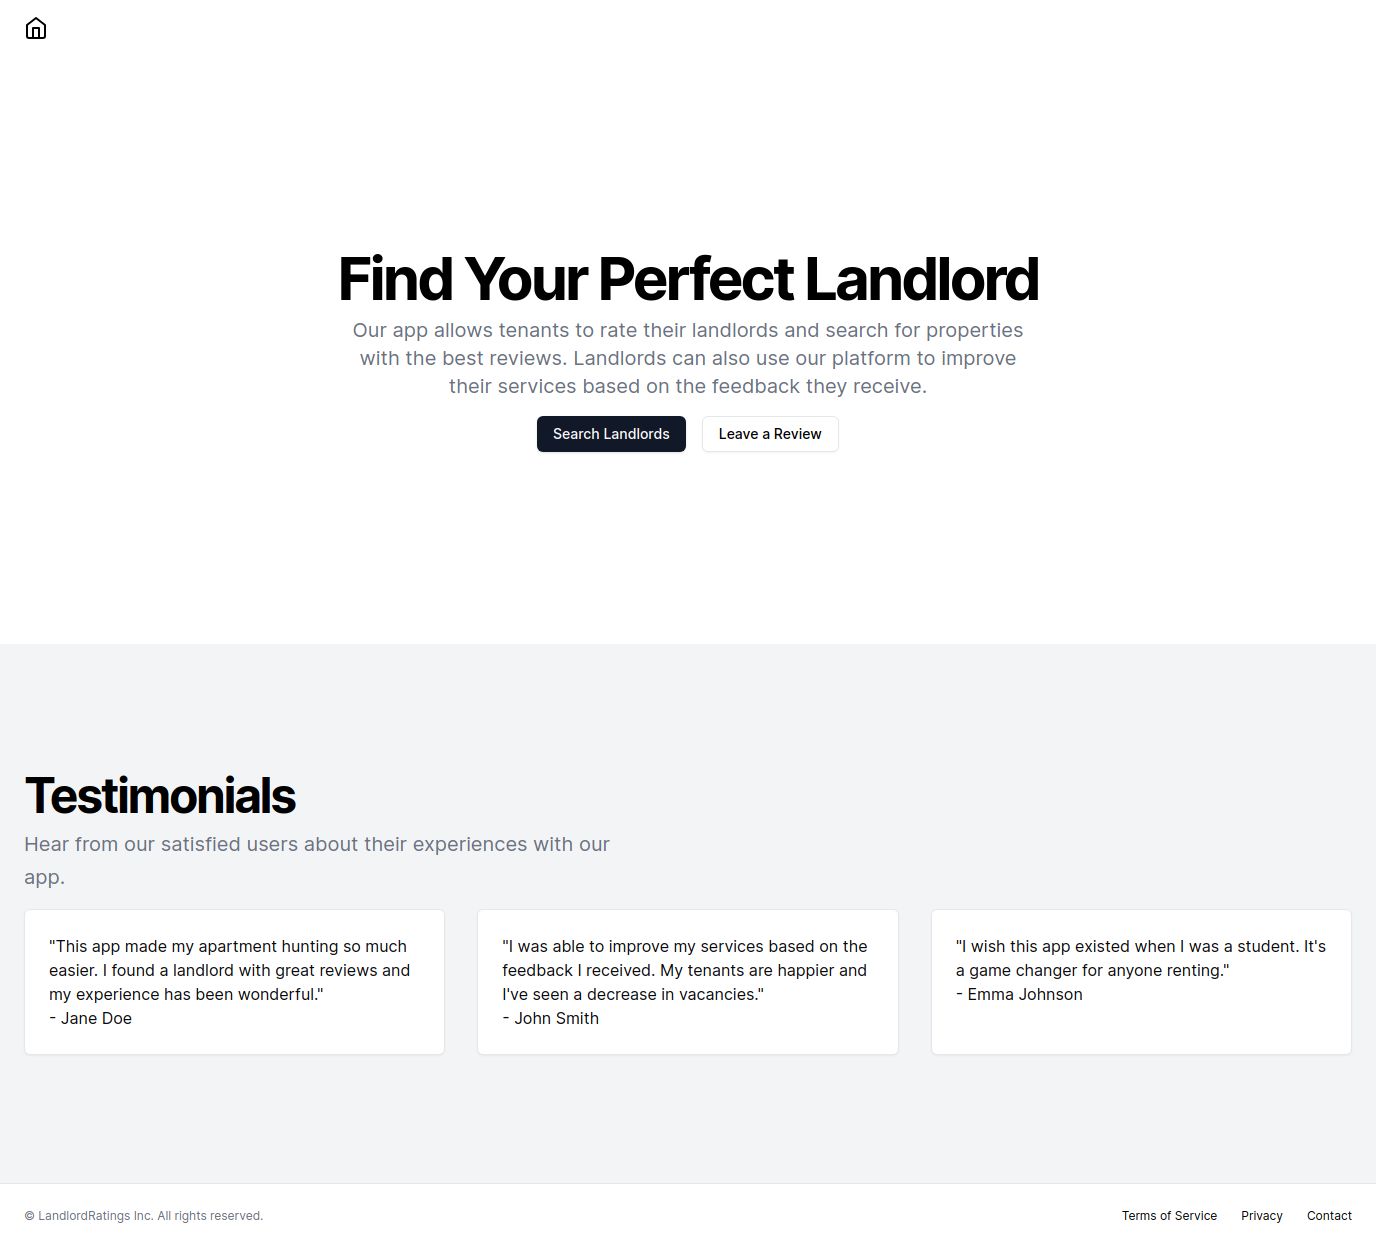 Find Your Perfect Landlord
Our app allows tenants to rate their landlords and search for properties
with the best reviews. Landlords can also use our platform to improve
their services based on the feedback they receive.
Search Landlords
Leave a Review
Testimonials
Hear from our satisfied users about their experiences with our
app.
"This app made my apartment hunting so much
easier. I found a landlord with great reviews and
my experience has been wonderful."
- Jane Doe
"I was able to improve my services based on the
feedback I received. My tenants are happier and
I've seen a decrease in vacancies."
- John Smith
"I wish this app existed when I was a student. It's
a game changer for anyone renting."
- Emma Johnson
© LandlordRatings Inc. All rights reserved.
Terms of Service
Privacy
Contact